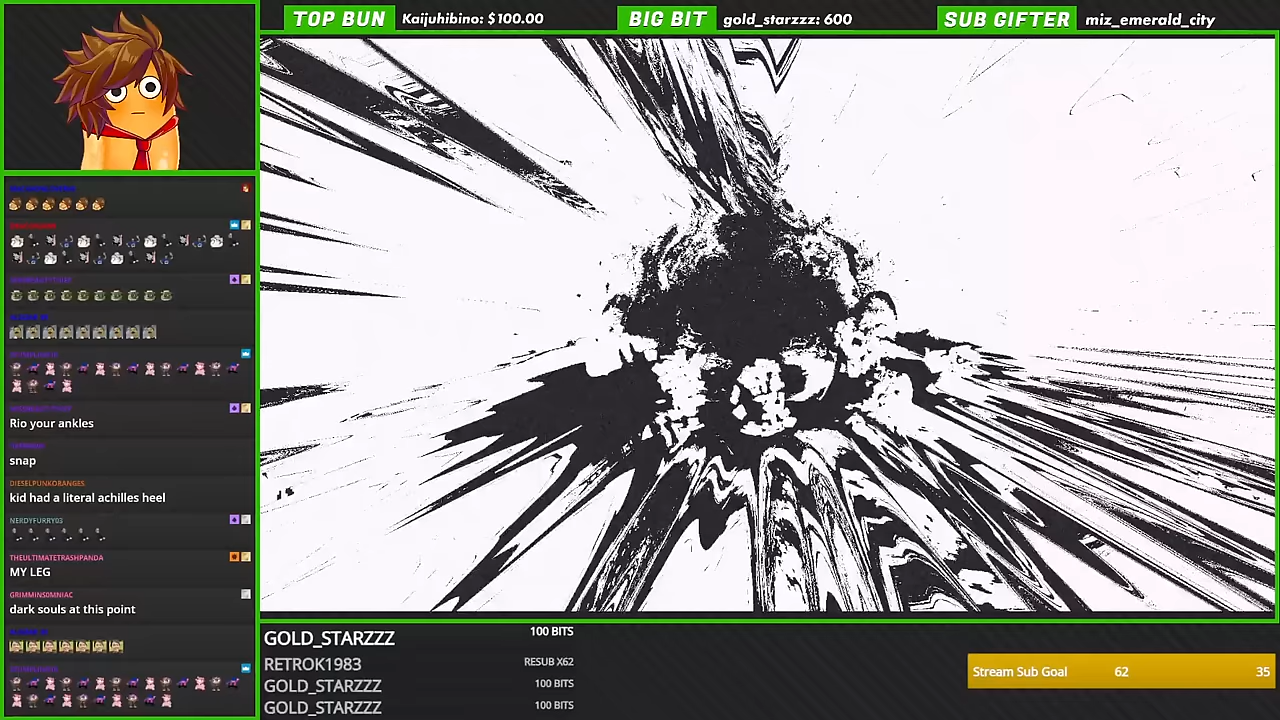 TOP BUN Kaijuhibino: $100.00 BIG BIT gold_starzzz: 600 SUB GIFTER miz_emerald_city
Rio your ankles
snap
DIESELPUNKORANGES
kid had a literal achilles heel
NERDYFURRY03
THEULTIMATETRASHPANDA
MY LEG
GRIMMINSOMNIAC
dark souls at this point
GOLD_STARZZZ 100 BITS
RETROK1983 RESUB X62
GOLD_STARZZZ 100 BITS
GOLD_STARZZZ 100 BITS
Stream Sub Goal 62 35